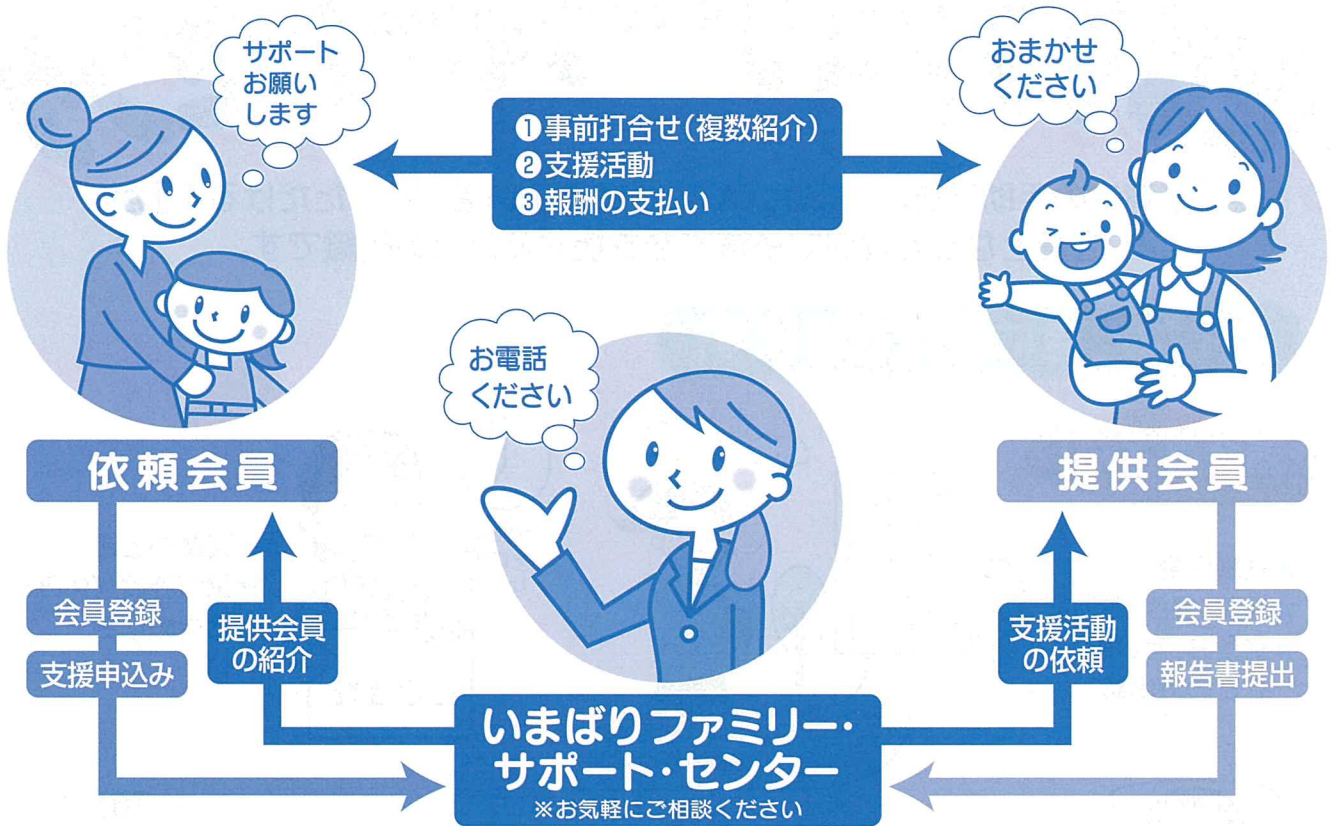 サポート
お願い
します
おまかせ
ください
❶事前打合せ(複数紹介)
❷支援活動
❸報酬の支払い
お電話
ください
依頼会員
提供会員
会員登録
支援申込み
提供会員
の紹介
支援活動
の依頼
会員登録
報告書提出
いまばりファミリー・
サポート・センター
※お気軽にご相談ください